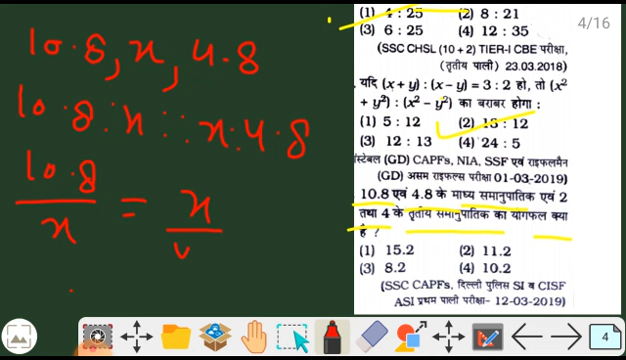 10.8, x, 4.8
10.8 : x :: x : 4.8
10.8
x
=
x
(1) 4 : 25 (2) 8 : 21
(3) 6 : 25 (4) 12 : 35
(SSC CHSL (10 + 2) TIER-I CBE परीक्षा,
(तृतीय पाली) 23.03.2018)
. यदि (x + y) : (x – y) = 3 : 2 हो, तो (x²
+ y²) : (x² – y²) का बराबर होगा :
(1) 5 : 12 (2) 13 : 12
(3) 12 : 13 (4) 24 : 5
स्टेबल (GD) CAPFs, NIA, SSF एवं राइफलमैन
(GD) असम राइफल्स परीक्षा 01-03-2019)
10.8 एवं 4.8 के माध्य समानुपातिक एवं 2
तथा 4 के तृतीय समानुपातिक का योगफल क्या
है ?
(1) 15.2 (2) 11.2
(3) 8.2 (4) 10.2
(SSC CAPFs, दिल्ली पुलिस SI व CISF
ASI प्रथम पाली परीक्षा- 12-03-2019)
4/16
4